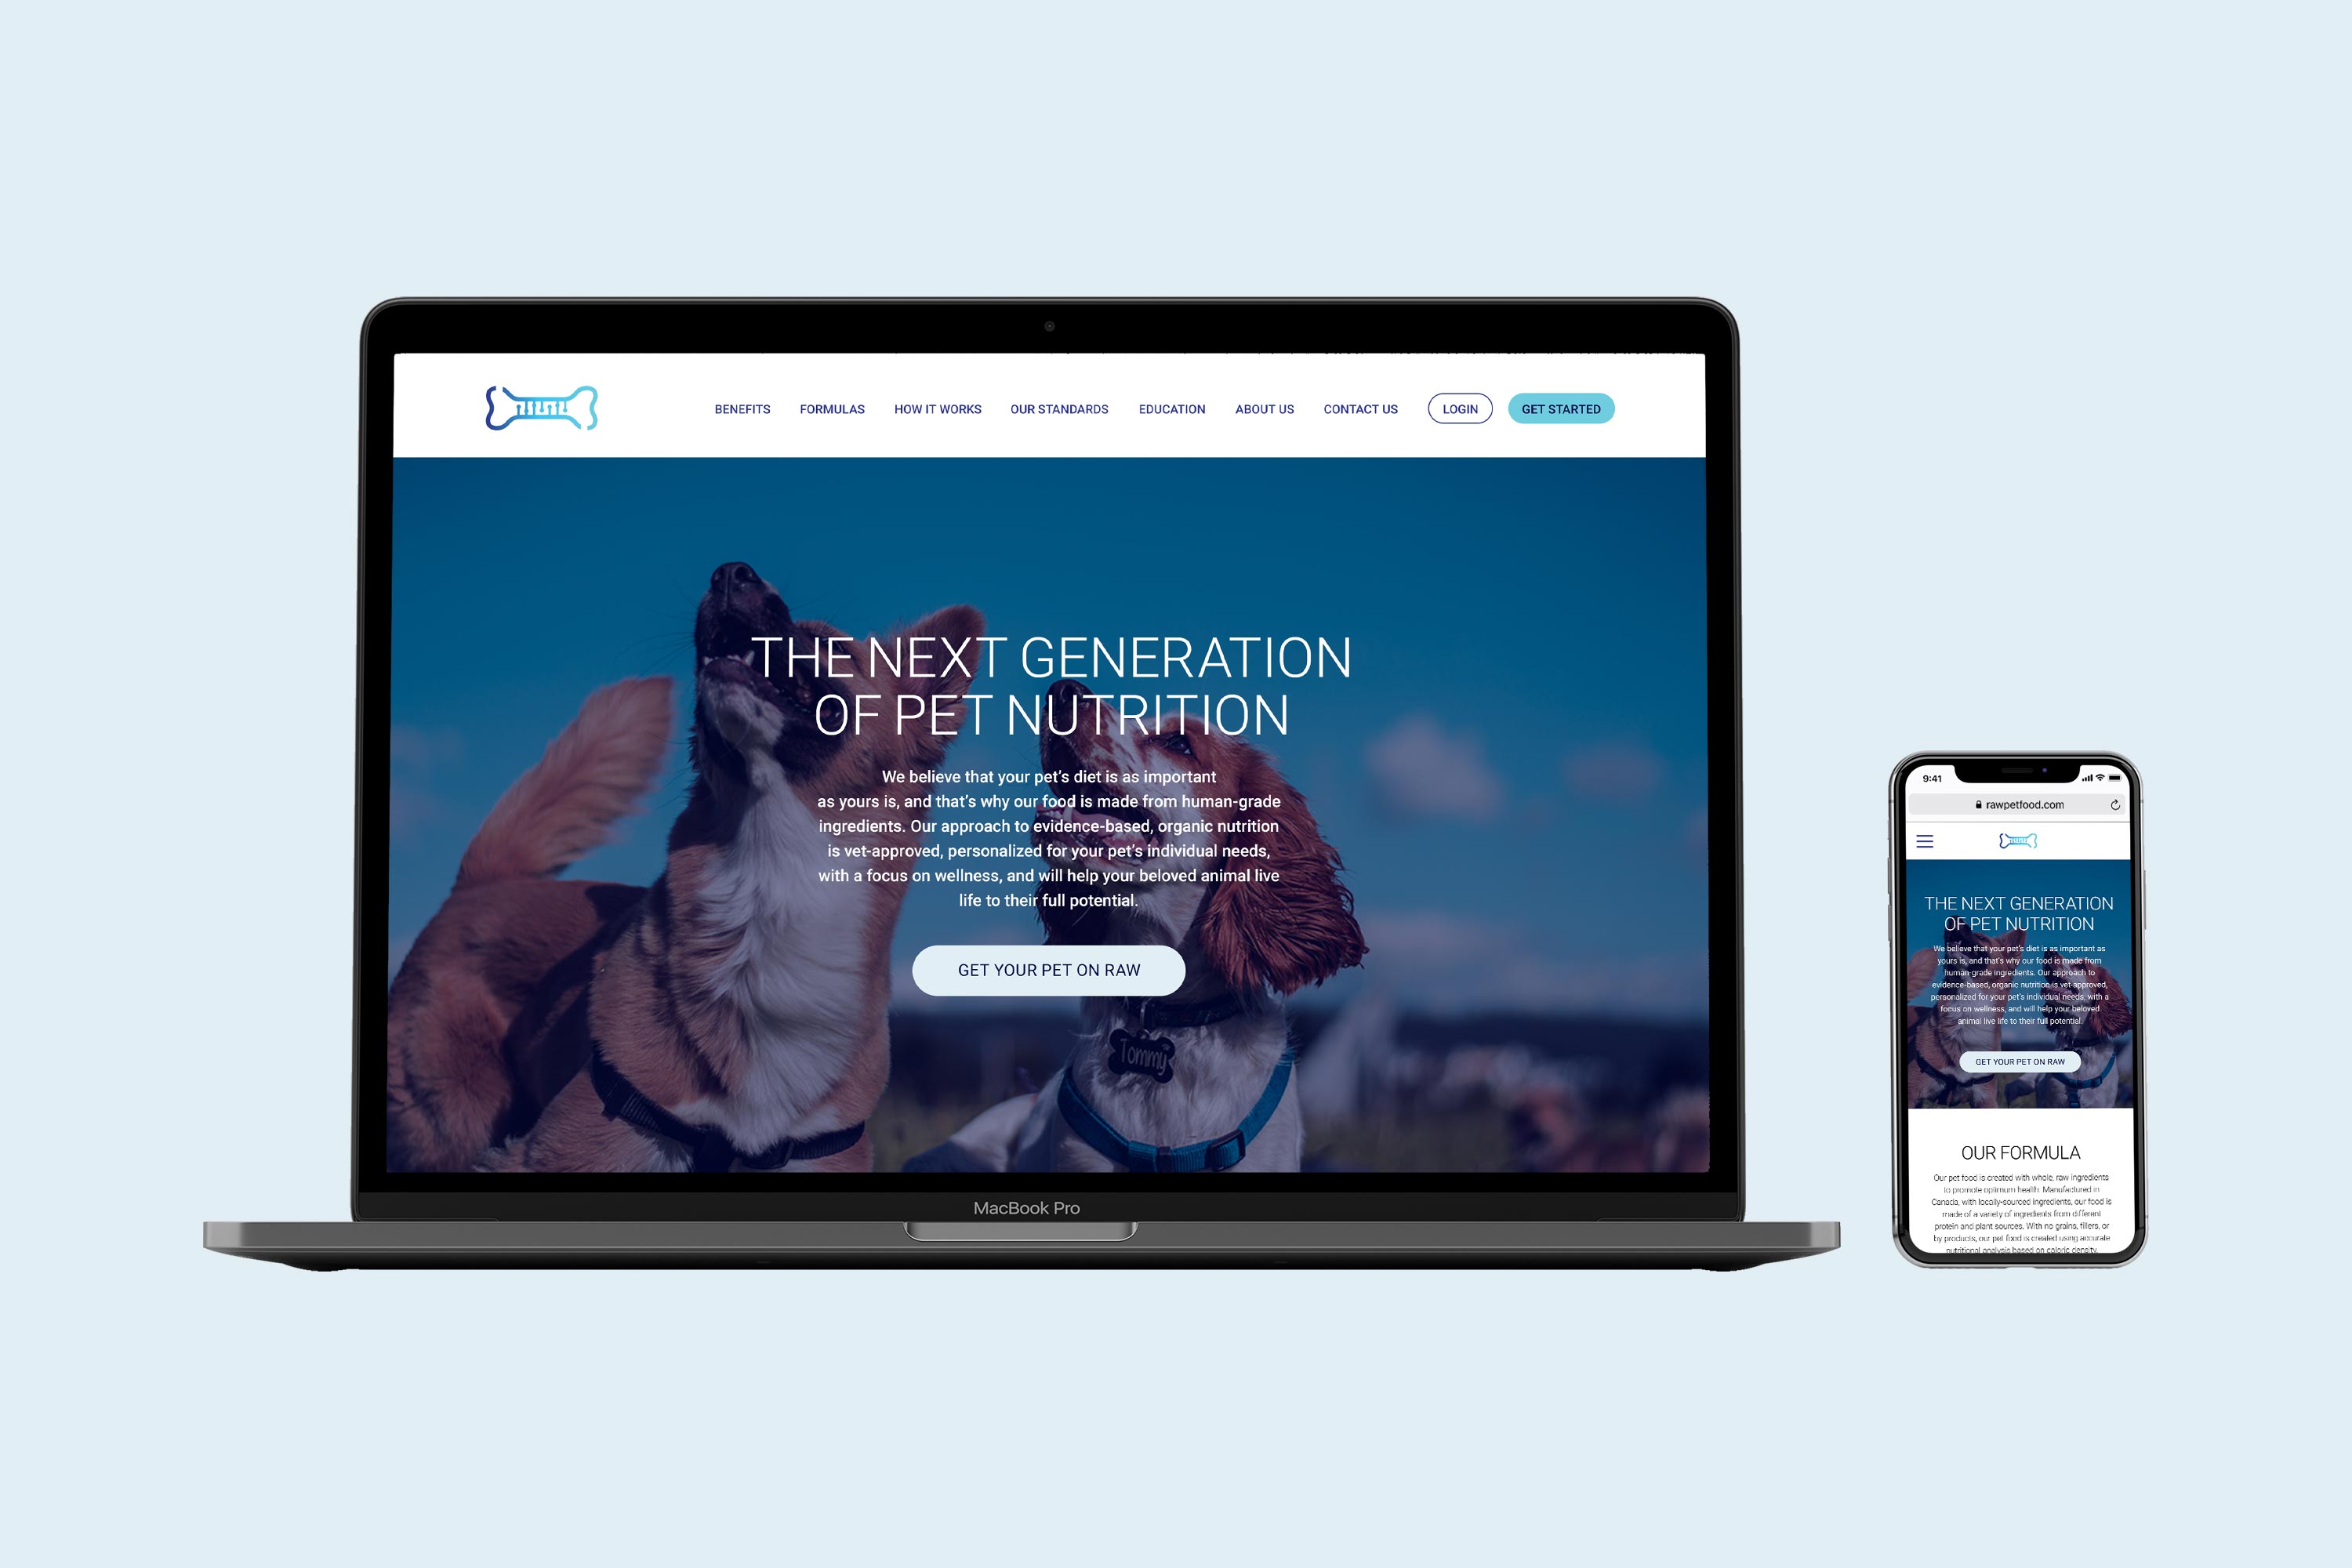 BENEFITS FORMULAS HOW IT WORKS OUR STANDARDS EDUCATION ABOUT US CONTACT US LOGIN GET STARTED
THE NEXT GENERATION
OF PET NUTRITION
We believe that your pet's diet is as important
as yours is, and that's why our food is made from human-grade
ingredients. Our approach to evidence-based, organic nutrition
is vet-approved, personalized for your pet's individual needs,
with a focus on wellness, and will help your beloved animal live
life to their full potential.
GET YOUR PET ON RAW
Tommy
MacBook Pro
9:41
rawpetfood.com
THE NEXT GENERATION
OF PET NUTRITION
We believe that your pet's diet is as important as
yours is, and that's why our food is made from
human-grade ingredients. Our approach to
evidence-based, organic nutrition is vet-approved,
personalized for your pet's individual needs, with a
focus on wellness, and will help your beloved
animal live life to their full potential.
GET YOUR PET ON RAW
OUR FORMULA
Our pet food is created with whole, raw ingredients
to promote optimum health. Manufactured in
Canada, with locally-sourced ingredients, our food is
made of a variety of ingredients from different
protein and plant sources. With no grains, fillers, or
by products, our pet food is created using accurate
nutritional analysis based on caloric density,